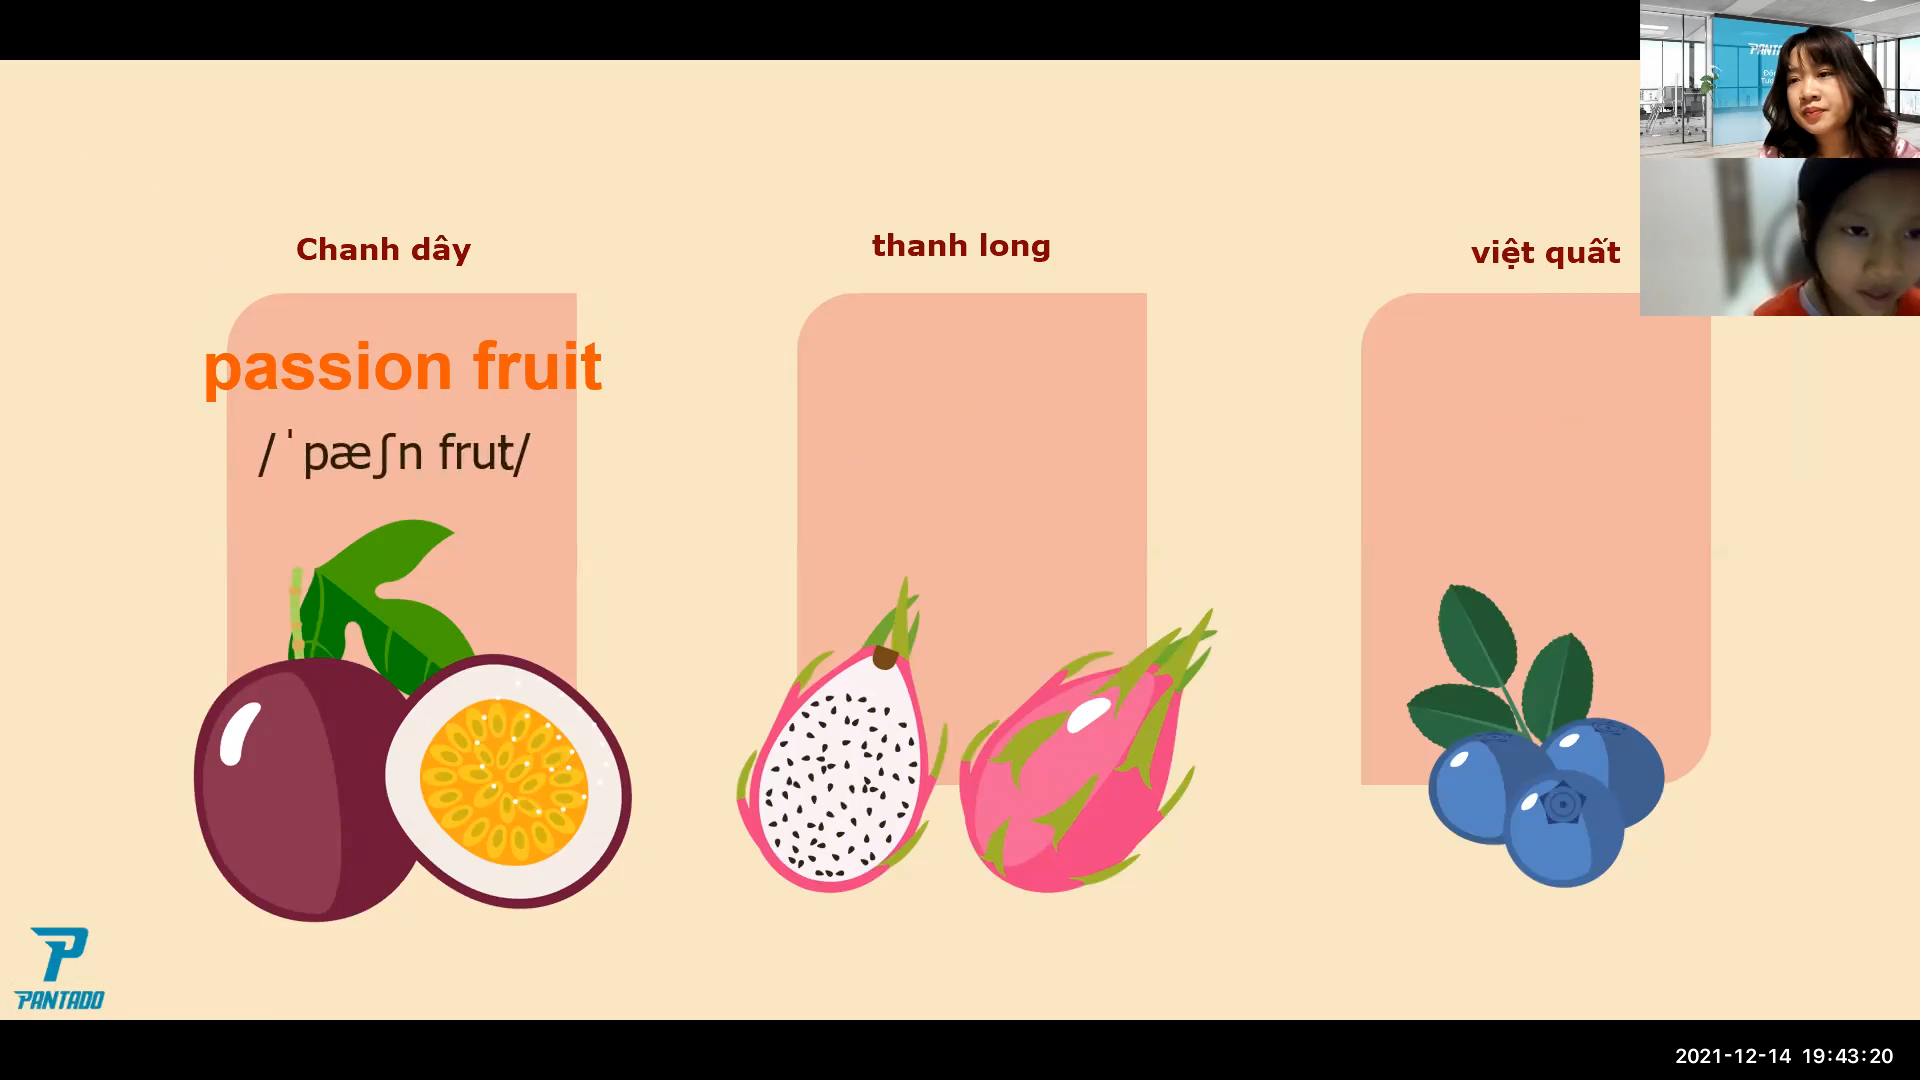 Chanh dây
thanh long
việt quất
passion fruit
/ˈpæʃn frut/
PANTADO
2021-12-14 19:43:20